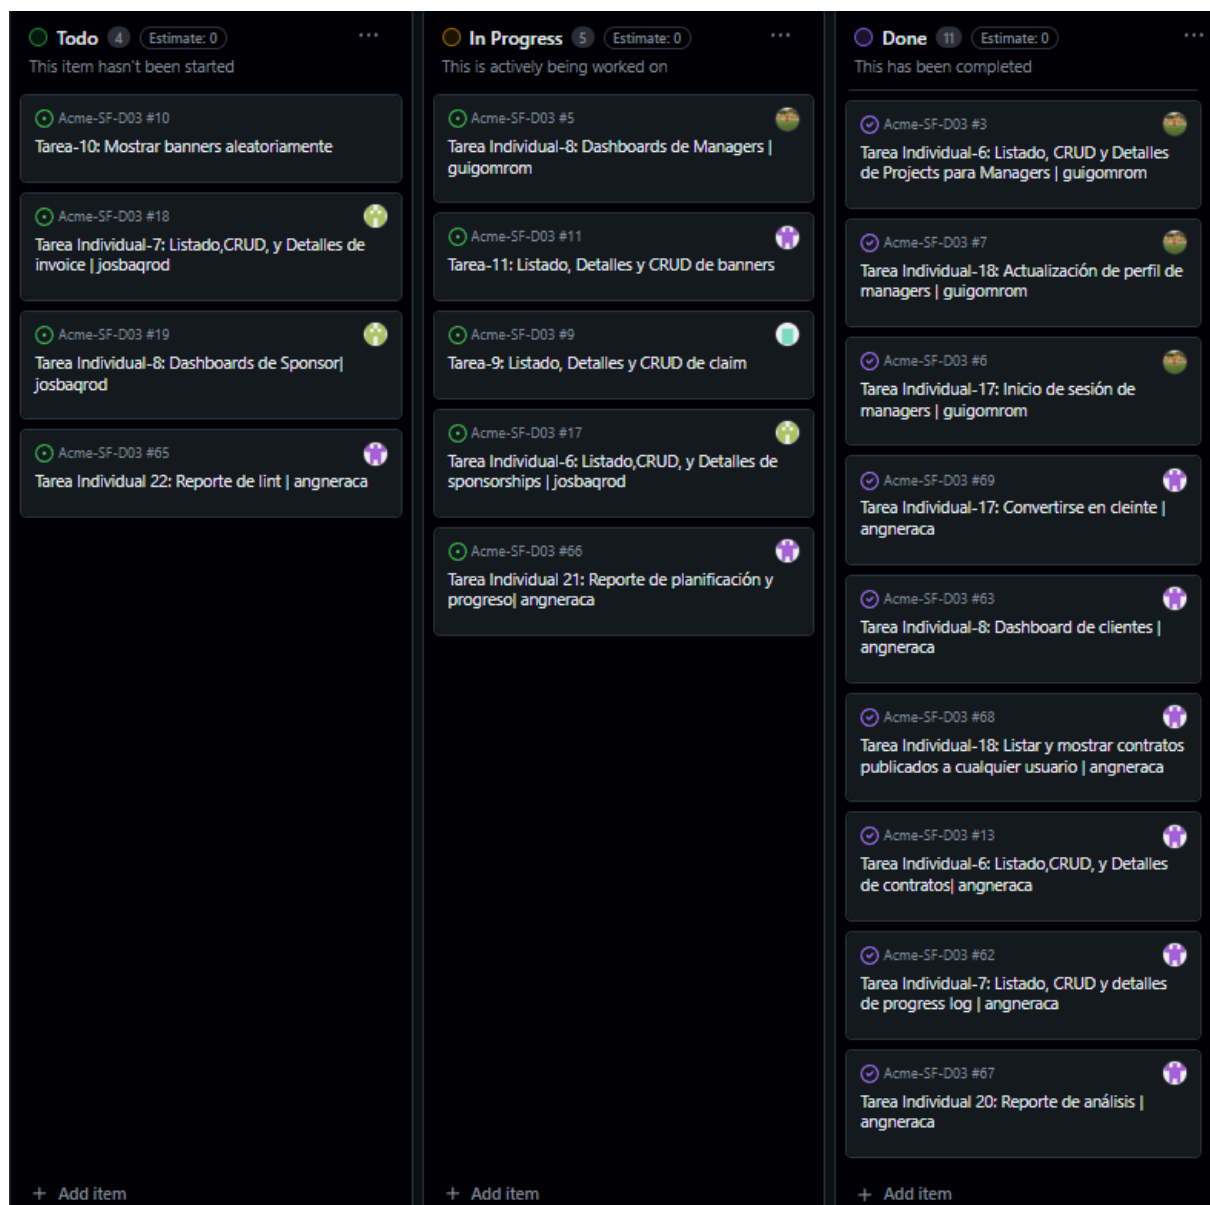 Todo 4 Estimate: 0
This item hasn't been started
Acme-SF-D03 #10
Tarea-10: Mostrar banners aleatoriamente
Acme-SF-D03 #18
Tarea Individual-7: Listado,CRUD, y Detalles de
invoice | josbaqrod
Acme-SF-D03 #19
Tarea Individual-8: Dashboards de Sponsor|
josbaqrod
Acme-SF-D03 #65
Tarea Individual 22: Reporte de lint | angneraca
+ Add item
In Progress 5 Estimate: 0
This is actively being worked on
Acme-SF-D03 #5
Tarea Individual-8: Dashboards de Managers |
guigomrom
Acme-SF-D03 #11
Tarea-11: Listado, Detalles y CRUD de banners
Acme-SF-D03 #9
Tarea-9: Listado, Detalles y CRUD de claim
Acme-SF-D03 #17
Tarea Individual-6: Listado,CRUD, y Detalles de
sponsorships | josbaqrod
Acme-SF-D03 #66
Tarea Individual 21: Reporte de planificación y
progreso| angneraca
+ Add item
Done 11 Estimate: 0
This has been completed
Acme-SF-D03 #3
Tarea Individual-6: Listado, CRUD y Detalles
de Projects para Managers | guigomrom
Acme-SF-D03 #7
Tarea Individual-18: Actualización de perfil de
managers | guigomrom
Acme-SF-D03 #6
Tarea Individual-17: Inicio de sesión de
managers | guigomrom
Acme-SF-D03 #69
Tarea Individual-17: Convertirse en cleinte |
angneraca
Acme-SF-D03 #63
Tarea Individual-8: Dashboard de clientes |
angneraca
Acme-SF-D03 #68
Tarea Individual-18: Listar y mostrar contratos
publicados a cualquier usuario | angneraca
Acme-SF-D03 #13
Tarea Individual-6: Listado,CRUD, y Detalles
de contratos| angneraca
Acme-SF-D03 #62
Tarea Individual-7: Listado, CRUD y detalles
de progress log | angneraca
Acme-SF-D03 #67
Tarea Individual 20: Reporte de análisis |
angneraca
+ Add item